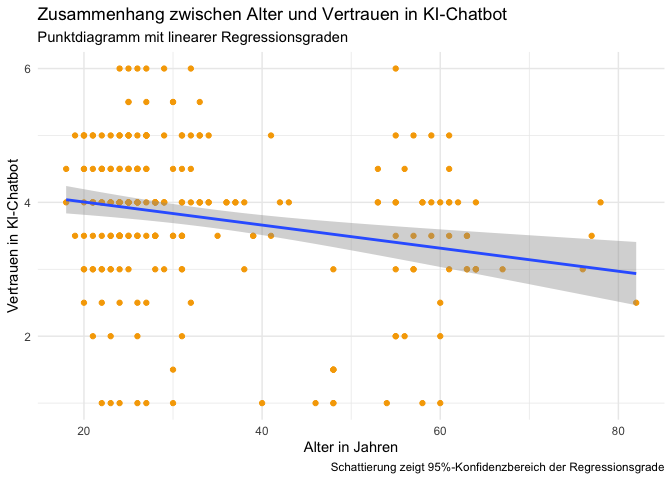 Zusammenhang zwischen Alter und Vertrauen in KI-Chatbot
Punktdiagramm mit linearer Regressionsgraden
6
4
2
Vertrauen in KI-Chatbot
20 40 60 80
Alter in Jahren
Schattierung zeigt 95%-Konfidenzbereich der Regressionsgrade